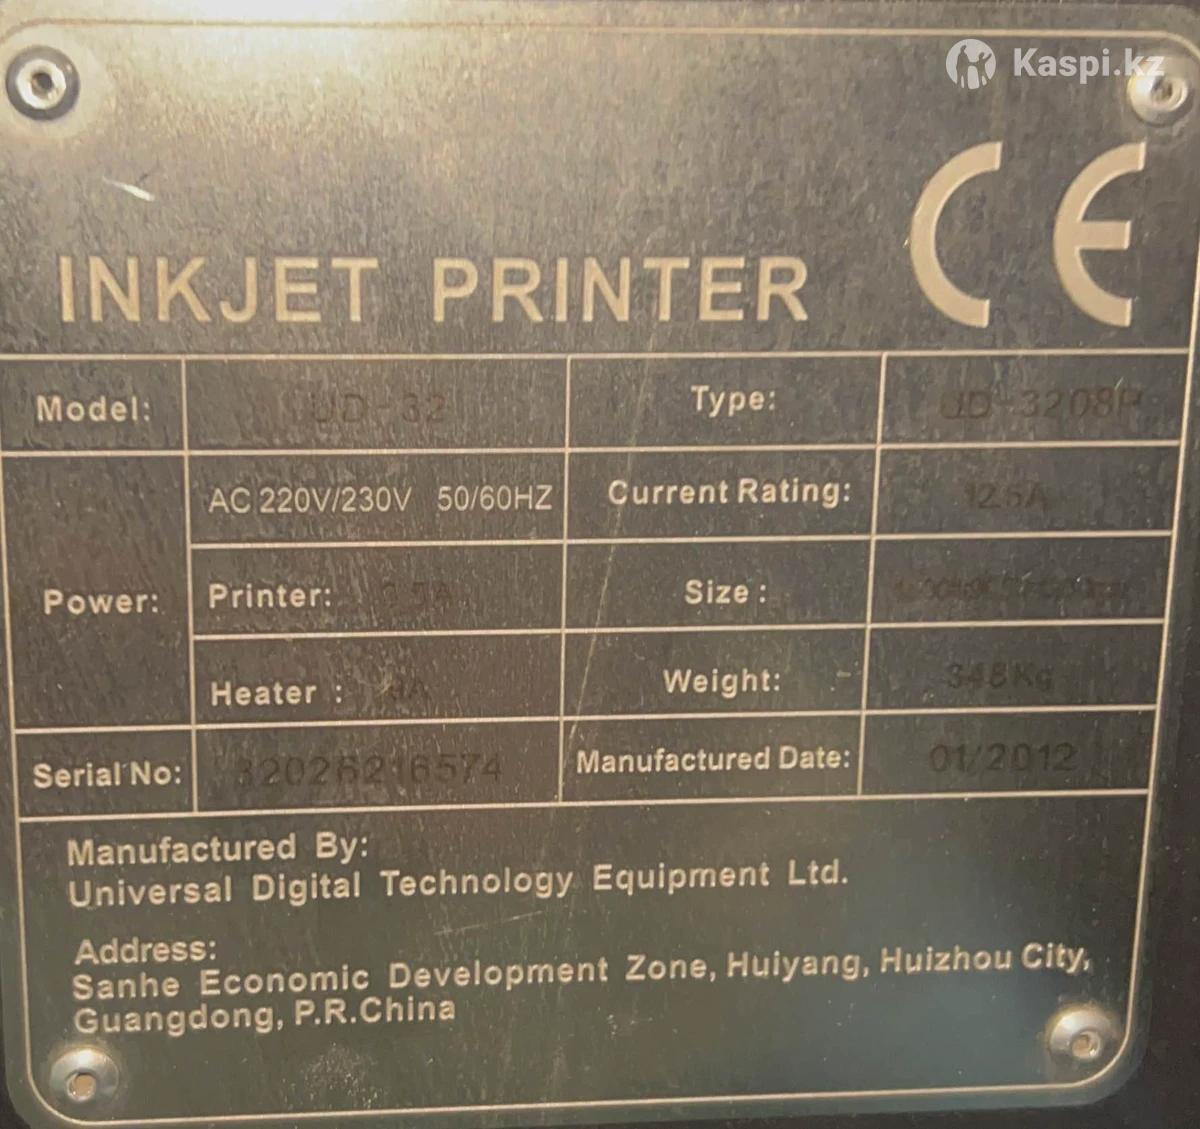 Kaspi.kz
CE
INKJET PRINTER
Model: UD-32 Type: UD-3208P
Power: AC 220V/230V 50/60HZ Current Rating: 12.5A
Printer: Size :
Heater : Weight: 348Kg
Serial No: 32026216574 Manufactured Date: 01/2012
Manufactured By:
Universal Digital Technology Equipment Ltd.
Address:
Sanhe Economic Development Zone, Huiyang, Huizhou City,
Guangdong, P.R.China